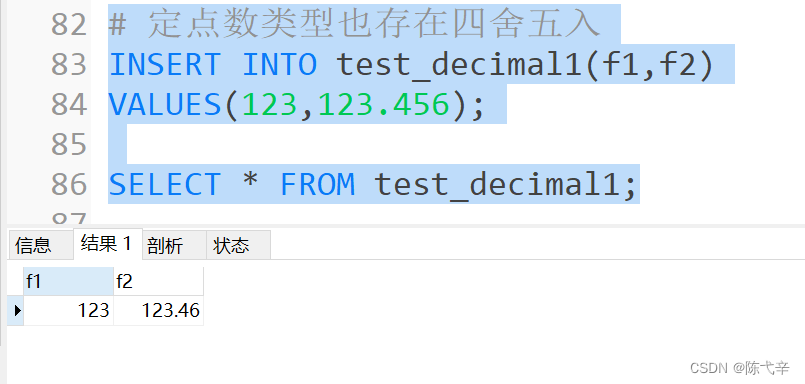 82 # 定点数类型也存在四舍五入
83 INSERT INTO test_decimal1(f1,f2)
84 VALUES(123,123.456);
85
86 SELECT * FROM test_decimal1;
87
信息 结果 1 剖析 状态
f1 f2
123 123.46
CSDN @陈弋辛